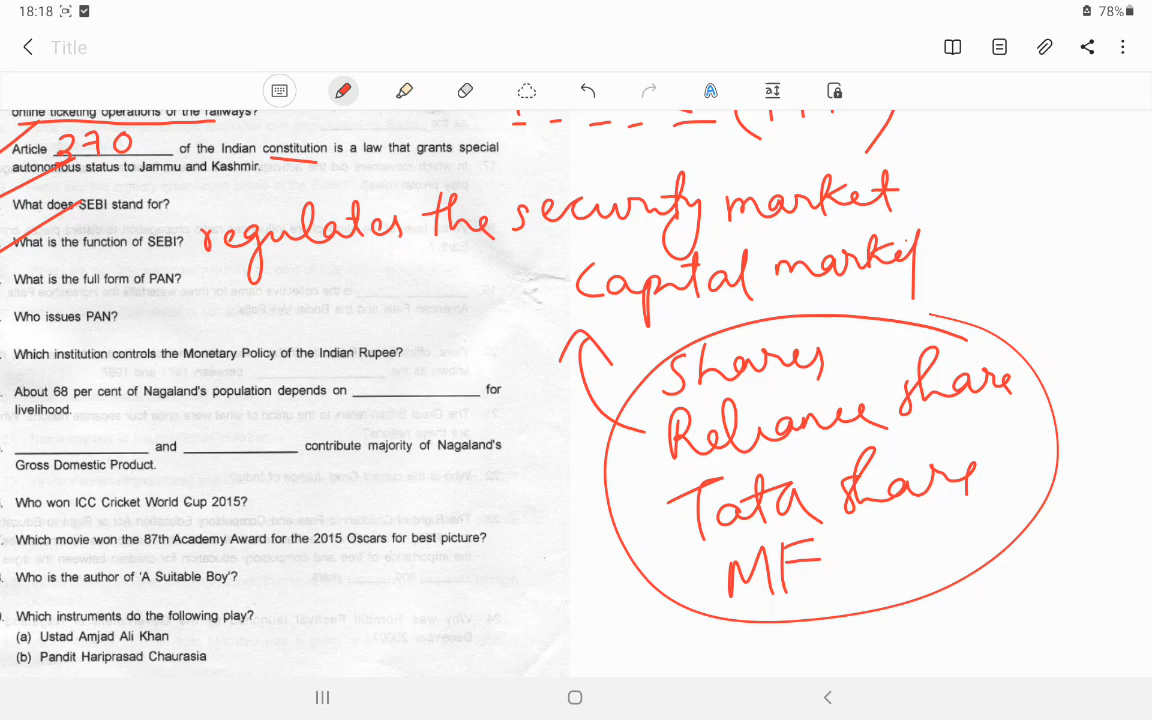 18:18
78%
Title
online ticketing operations of the railways?
Article 370 of the Indian constitution is a law that grants special
autonomous status to Jammu and Kashmir.
What does SEBI stand for?
What is the function of SEBI? regulates the security market
capital market
What is the full form of PAN?
Who issues PAN?
Which institution controls the Monetary Policy of the Indian Rupee?
About 68 per cent of Nagaland's population depends on ____________ for
livelihood.
____________ and ____________ contribute majority of Nagaland's
Gross Domestic Product.
Who won ICC Cricket World Cup 2015?
Which movie won the 87th Academy Award for the 2015 Oscars for best picture?
Who is the author of 'A Suitable Boy'?
Which instruments do the following play?
(a) Ustad Amjad Ali Khan
(b) Pandit Hariprasad Chaurasia
Shares
Reliance share
Tata share
MF